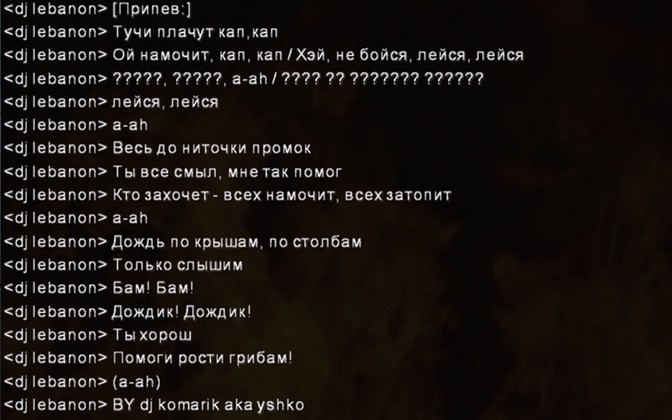 <dj lebanon> [Припев:]
<dj lebanon> Тучи плачут кап,кап
<dj lebanon> Ой намочит, кап, кап / Хэй, не бойся, лейся, лейся
<dj lebanon> ?????, ?????, a-ah / ???? ?? ??????? ??????
<dj lebanon> лейся, лейся
<dj lebanon> a-ah
<dj lebanon> Весь до ниточки промок
<dj lebanon> Ты все смыл, мне так помог
<dj lebanon> Кто захочет - всех намочит, всех затопит
<dj lebanon> a-ah
<dj lebanon> Дождь по крышам, по столбам
<dj lebanon> Только слышим
<dj lebanon> Бам! Бам!
<dj lebanon> Дождик! Дождик!
<dj lebanon> Ты хорош
<dj lebanon> Помоги рости грибам!
<dj lebanon> (a-ah)
<dj lebanon> BY dj komarik aka yshko